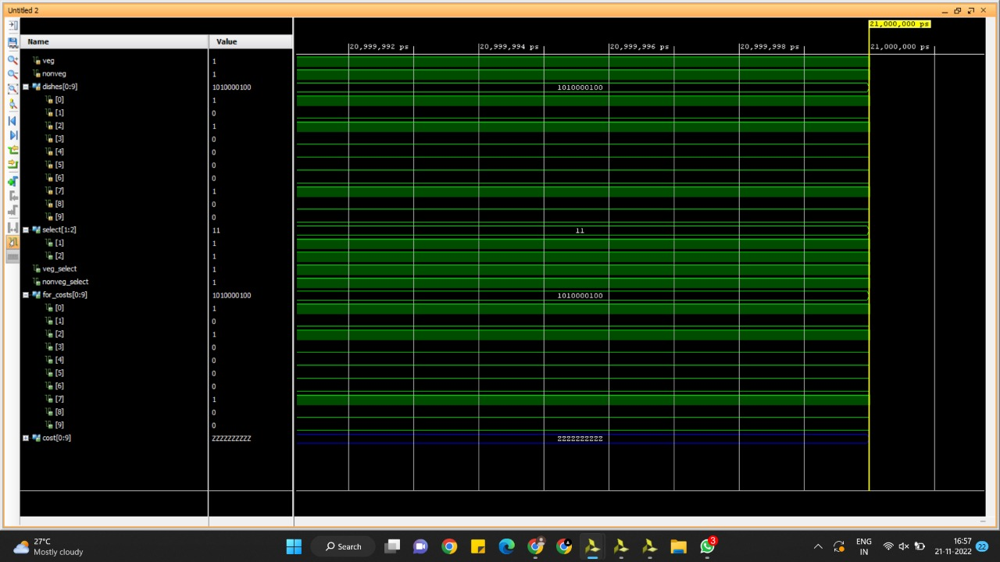 Untitled 2
21,000,000 ps
Name Value
20,999,992 ps 20,999,994 ps 20,999,996 ps 20,999,998 ps 21,000,000 ps
veg 1
nonveg 1
dishes[0:9] 1010000100 1010000100
[0] 1
[1] 0
[2] 1
[3] 0
[4] 0
[5] 0
[6] 0
[7] 1
[8] 0
[9] 0
select[1:2] 11 11
[1] 1
[2] 1
veg_select 1
nonveg_select 1
for_costs[0:9] 1010000100 1010000100
[0] 1
[1] 0
[2] 1
[3] 0
[4] 0
[5] 0
[6] 0
[7] 1
[8] 0
[9] 0
cost[0:9] ZZZZZZZZZZ ZZZZZZZZZZ
27°C
Mostly cloudy
Search
3
ENG
IN
16:57
21-11-2022
22